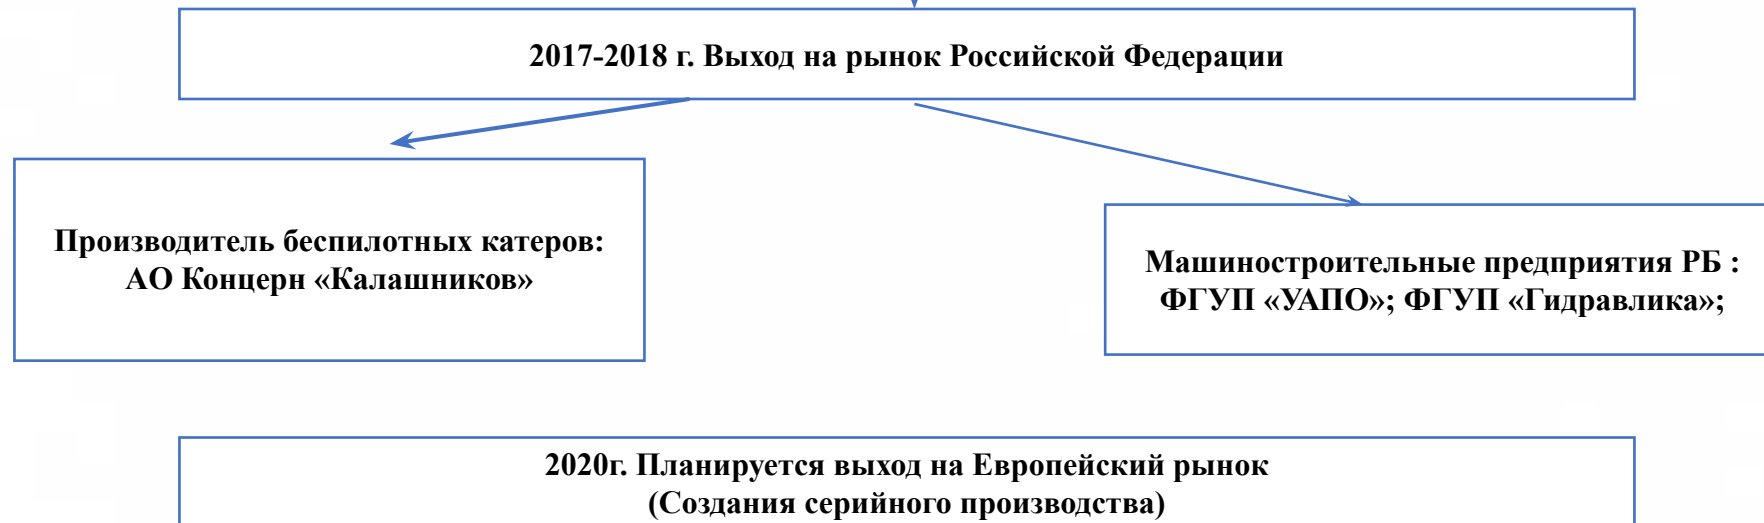 2017-2018 г. Выход на рынок Российской Федерации
Производитель беспилотных катеров:
АО Концерн «Калашников»
Машиностроительные предприятия РБ :
ФГУП «УАПО»; ФГУП «Гидравлика»;
2020г. Планируется выход на Европейский рынок
(Создания серийного производства)